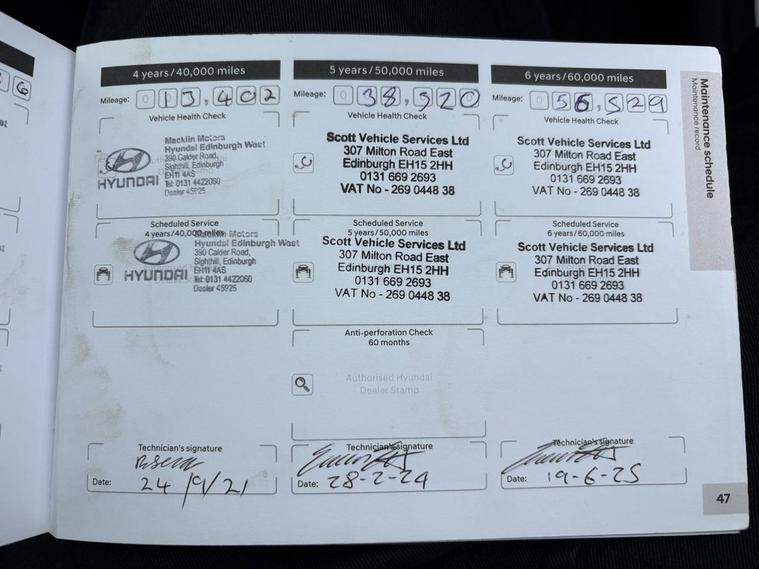 4 years/40,000 miles
Mileage: 0 13,402
Vehicle Health Check
Macklin Motors
Hyundai Edinburgh West
390 Calder Road,
Sighthill, Edinburgh
EH11 4AS
Tel: 0131 4422060
Dealer 45925
HYUNDAI
Scheduled Service
4 years/40,000 miles
Macklin Motors
Hyundai Edinburgh West
390 Calder Road,
Sighthill, Edinburgh
EH11 4AS
Tel: 0131 4422060
Dealer 45925
HYUNDAI
Technician's signature
Date: 24/9/21
5 years/50,000 miles
Mileage: 0 38,520
Vehicle Health Check
Scott Vehicle Services Ltd
307 Milton Road East
Edinburgh EH15 2HH
0131 669 2693
VAT No - 269 0448 38
Scheduled Service
5 years/50,000 miles
Scott Vehicle Services Ltd
307 Milton Road East
Edinburgh EH15 2HH
0131 669 2693
VAT No - 269 0448 38
Anti-perforation Check
60 months
Authorised Hyundai
Dealer Stamp
Technician's signature
Date: 28-2-24
6 years/60,000 miles
Mileage: 0 56,529
Vehicle Health Check
Scott Vehicle Services Ltd
307 Milton Road East
Edinburgh EH15 2HH
0131 669 2693
VAT No - 269 0448 38
Scheduled Service
6 years/60,000 miles
Scott Vehicle Services Ltd
307 Milton Road East
Edinburgh EH15 2HH
0131 669 2693
VAT No - 269 0448 38
Technician's signature
Date: 19-6-25
Maintenance schedule
Maintenance record
47